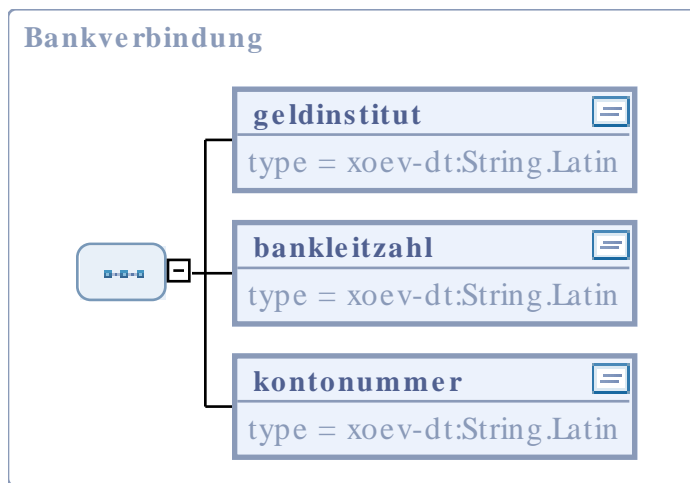 Bankverbindung
geldinstitut
type = xoev-dt:String.Latin
bankleitzahl
type = xoev-dt:String.Latin
kontonummer
type = xoev-dt:String.Latin